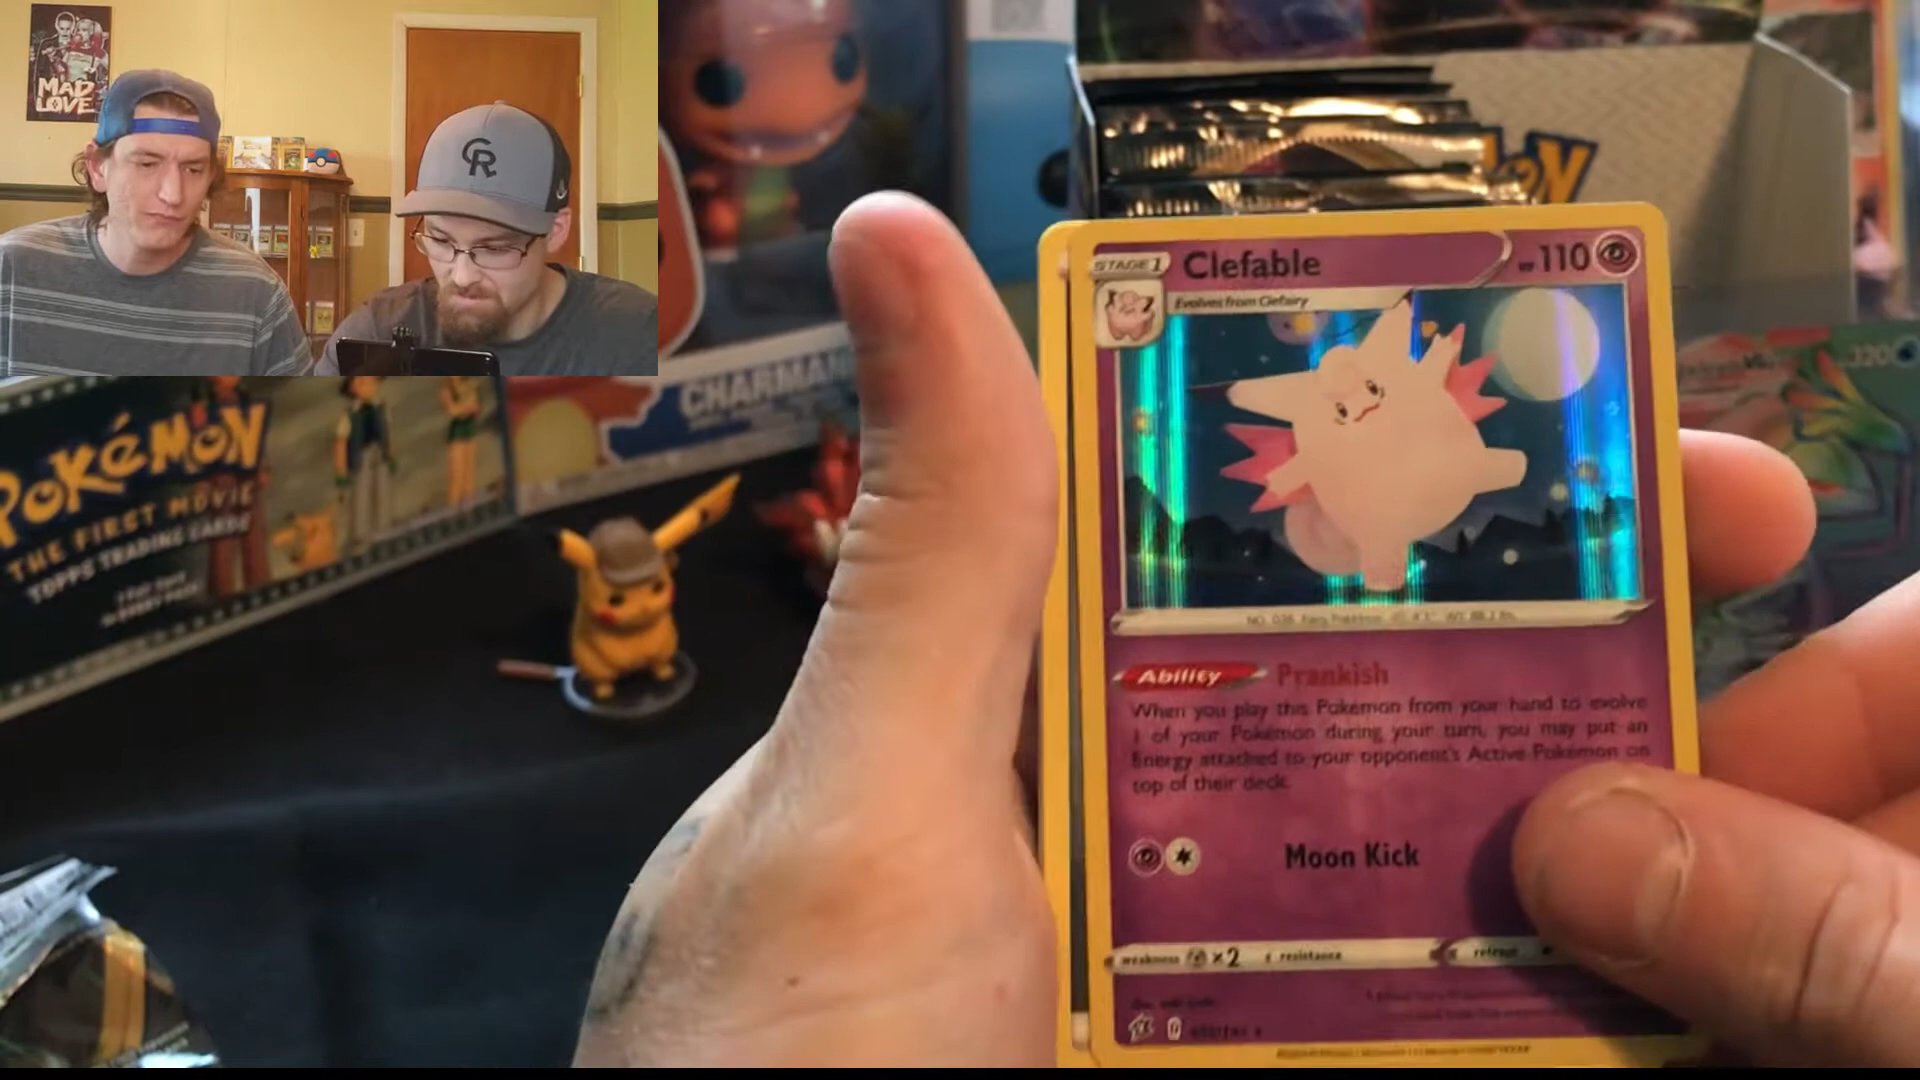 MAD
LOVE
CR
POKéMON
THE FIRST MOVIE
TOPPS TRADING CARDS
CHARMAN
STAGE 1
Clefable
HP 110
Evolves from Clefairy
Ability Prankish
When you play this Pokémon from your hand to evolve
1 of your Pokémon during your turn, you may put an
Energy attached to your opponent's Active Pokémon on
top of their deck.
Moon Kick
weakness ×2 resistance retreat
120